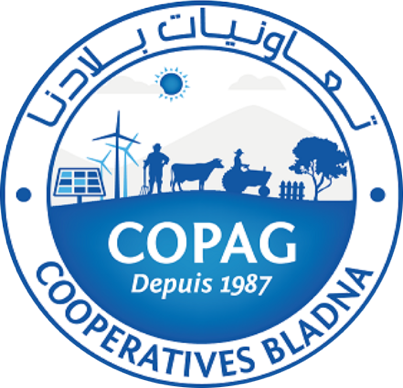 تعاونيات بلادنا
COPAG
Depuis 1987
COOPERATIVES BLADNA